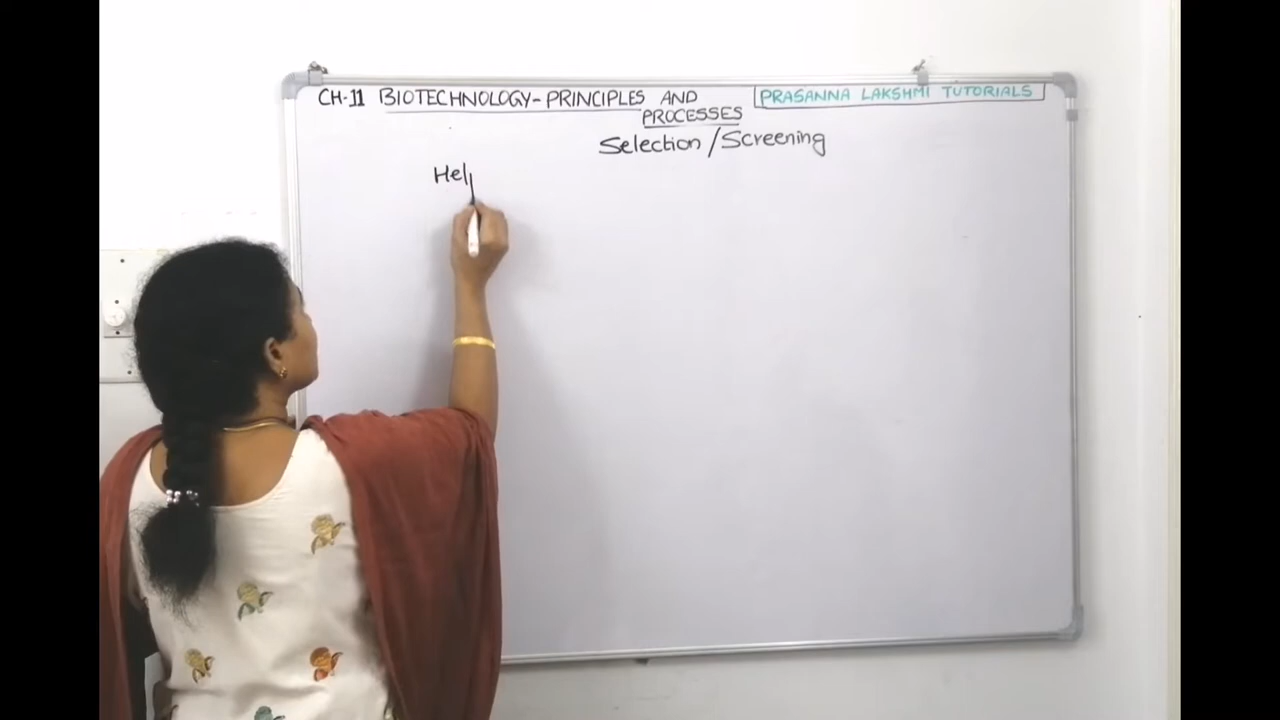 CH-11 BIOTECHNOLOGY-PRINCIPLES AND
PROCESSES
PRASANNA LAKSHMI TUTORIALS
Selection/Screening
Hel